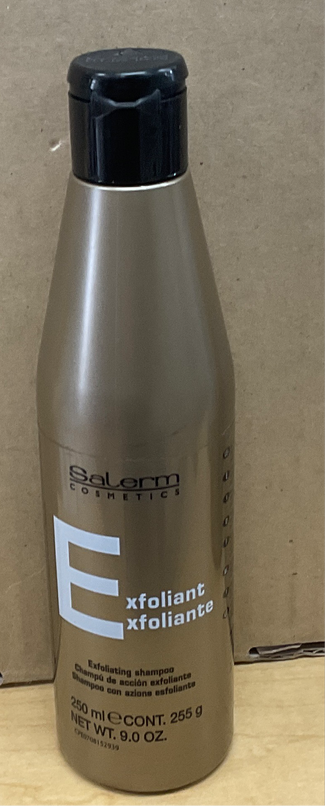 Salerm
COSMETICS
Exfoliant
Exfoliante
Exfoliating shampoo
Champú de acción exfoliante
Shampoo con azione esfoliante
250 ml ℮ CONT. 255 g
NET WT. 9.0 OZ.